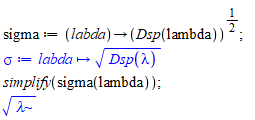 sigma := (labda)→(Dsp(lambda))^{1/2};
σ := labda ↦ √(Dsp(λ))
simplify(sigma(lambda));
√(λ~)